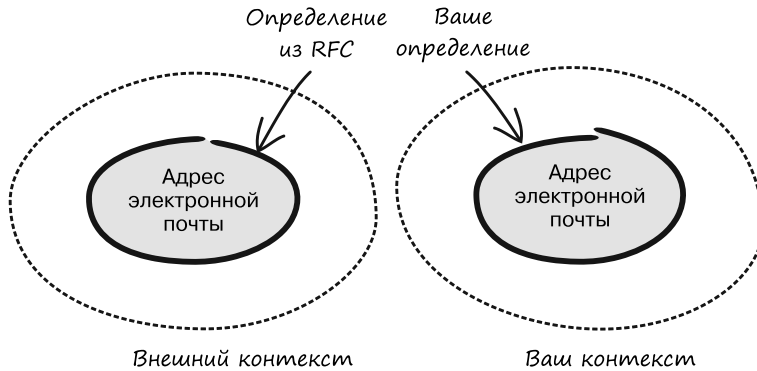 Определение
из RFC
Ваше
определение
Адрес
электронной
почты
Адрес
электронной
почты
Внешний контекст
Ваш контекст